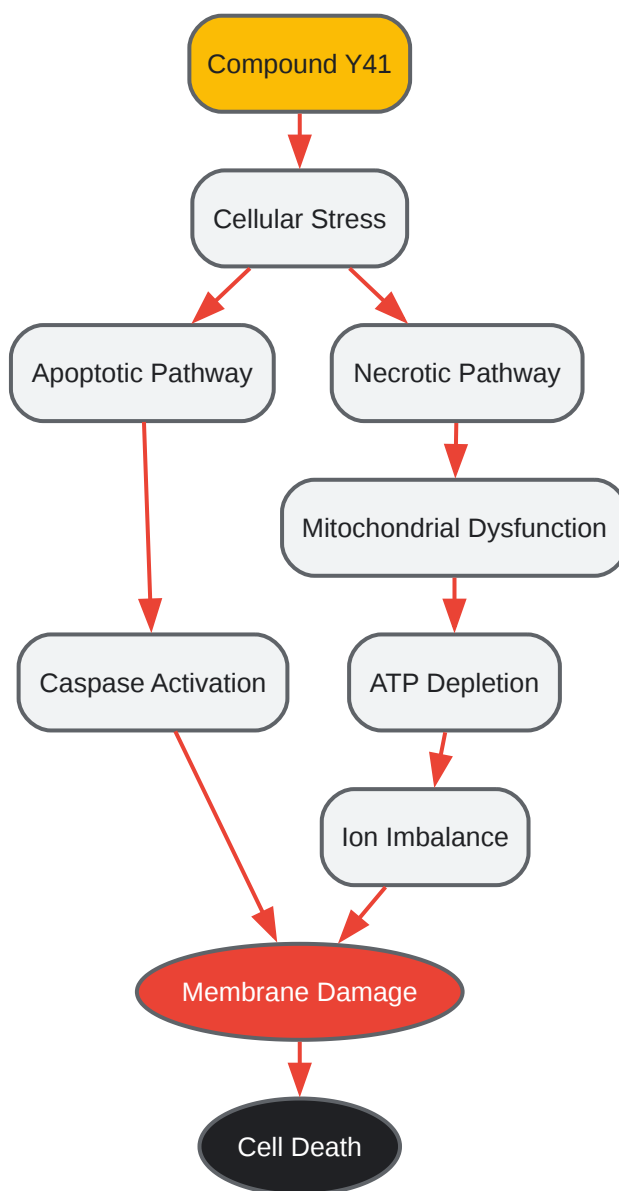 Compound Y41
Cellular Stress
Apoptotic Pathway
Necrotic Pathway
Mitochondrial Dysfunction
Caspase Activation
ATP Depletion
Ion Imbalance
Membrane Damage
Cell Death